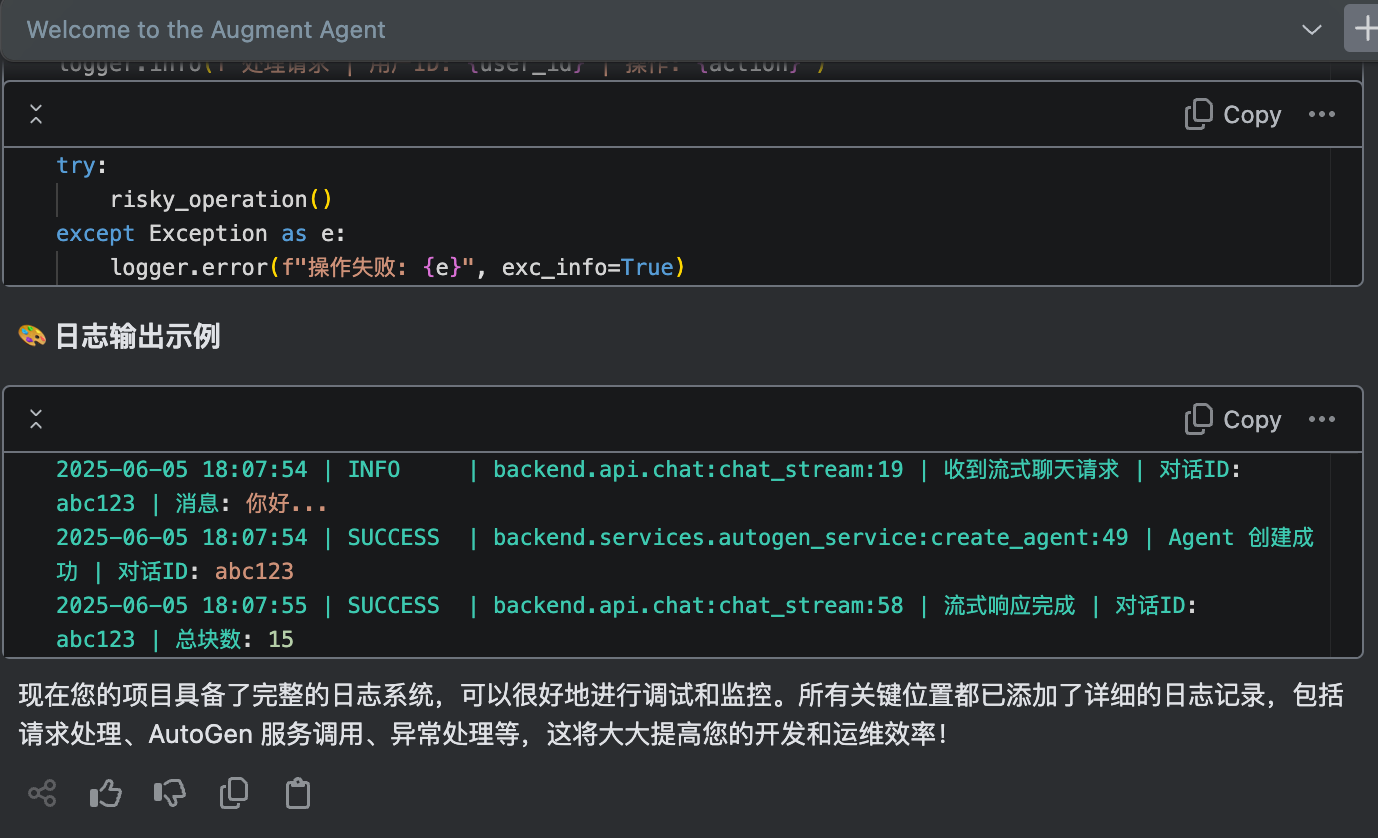 Welcome to the Augment Agent
logger.info(f"处理请求 | 用户ID: {user_id} | 操作: {action}")
Copy
try:
risky_operation()
except Exception as e:
logger.error(f"操作失败: {e}", exc_info=True)
🎨 日志输出示例
Copy
2025-06-05 18:07:54 | INFO     | backend.api.chat:chat_stream:19 | 收到流式聊天请求 | 对话ID:
abc123 | 消息: 你好...
2025-06-05 18:07:54 | SUCCESS  | backend.services.autogen_service:create_agent:49 | Agent 创建成
功 | 对话ID: abc123
2025-06-05 18:07:55 | SUCCESS  | backend.api.chat:chat_stream:58 | 流式响应完成 | 对话ID:
abc123 | 总块数: 15
现在您的项目具备了完整的日志系统，可以很好地进行调试和监控。所有关键位置都已添加了详细的日志记录，包括
请求处理、AutoGen 服务调用、异常处理等，这将大大提高您的开发和运维效率！